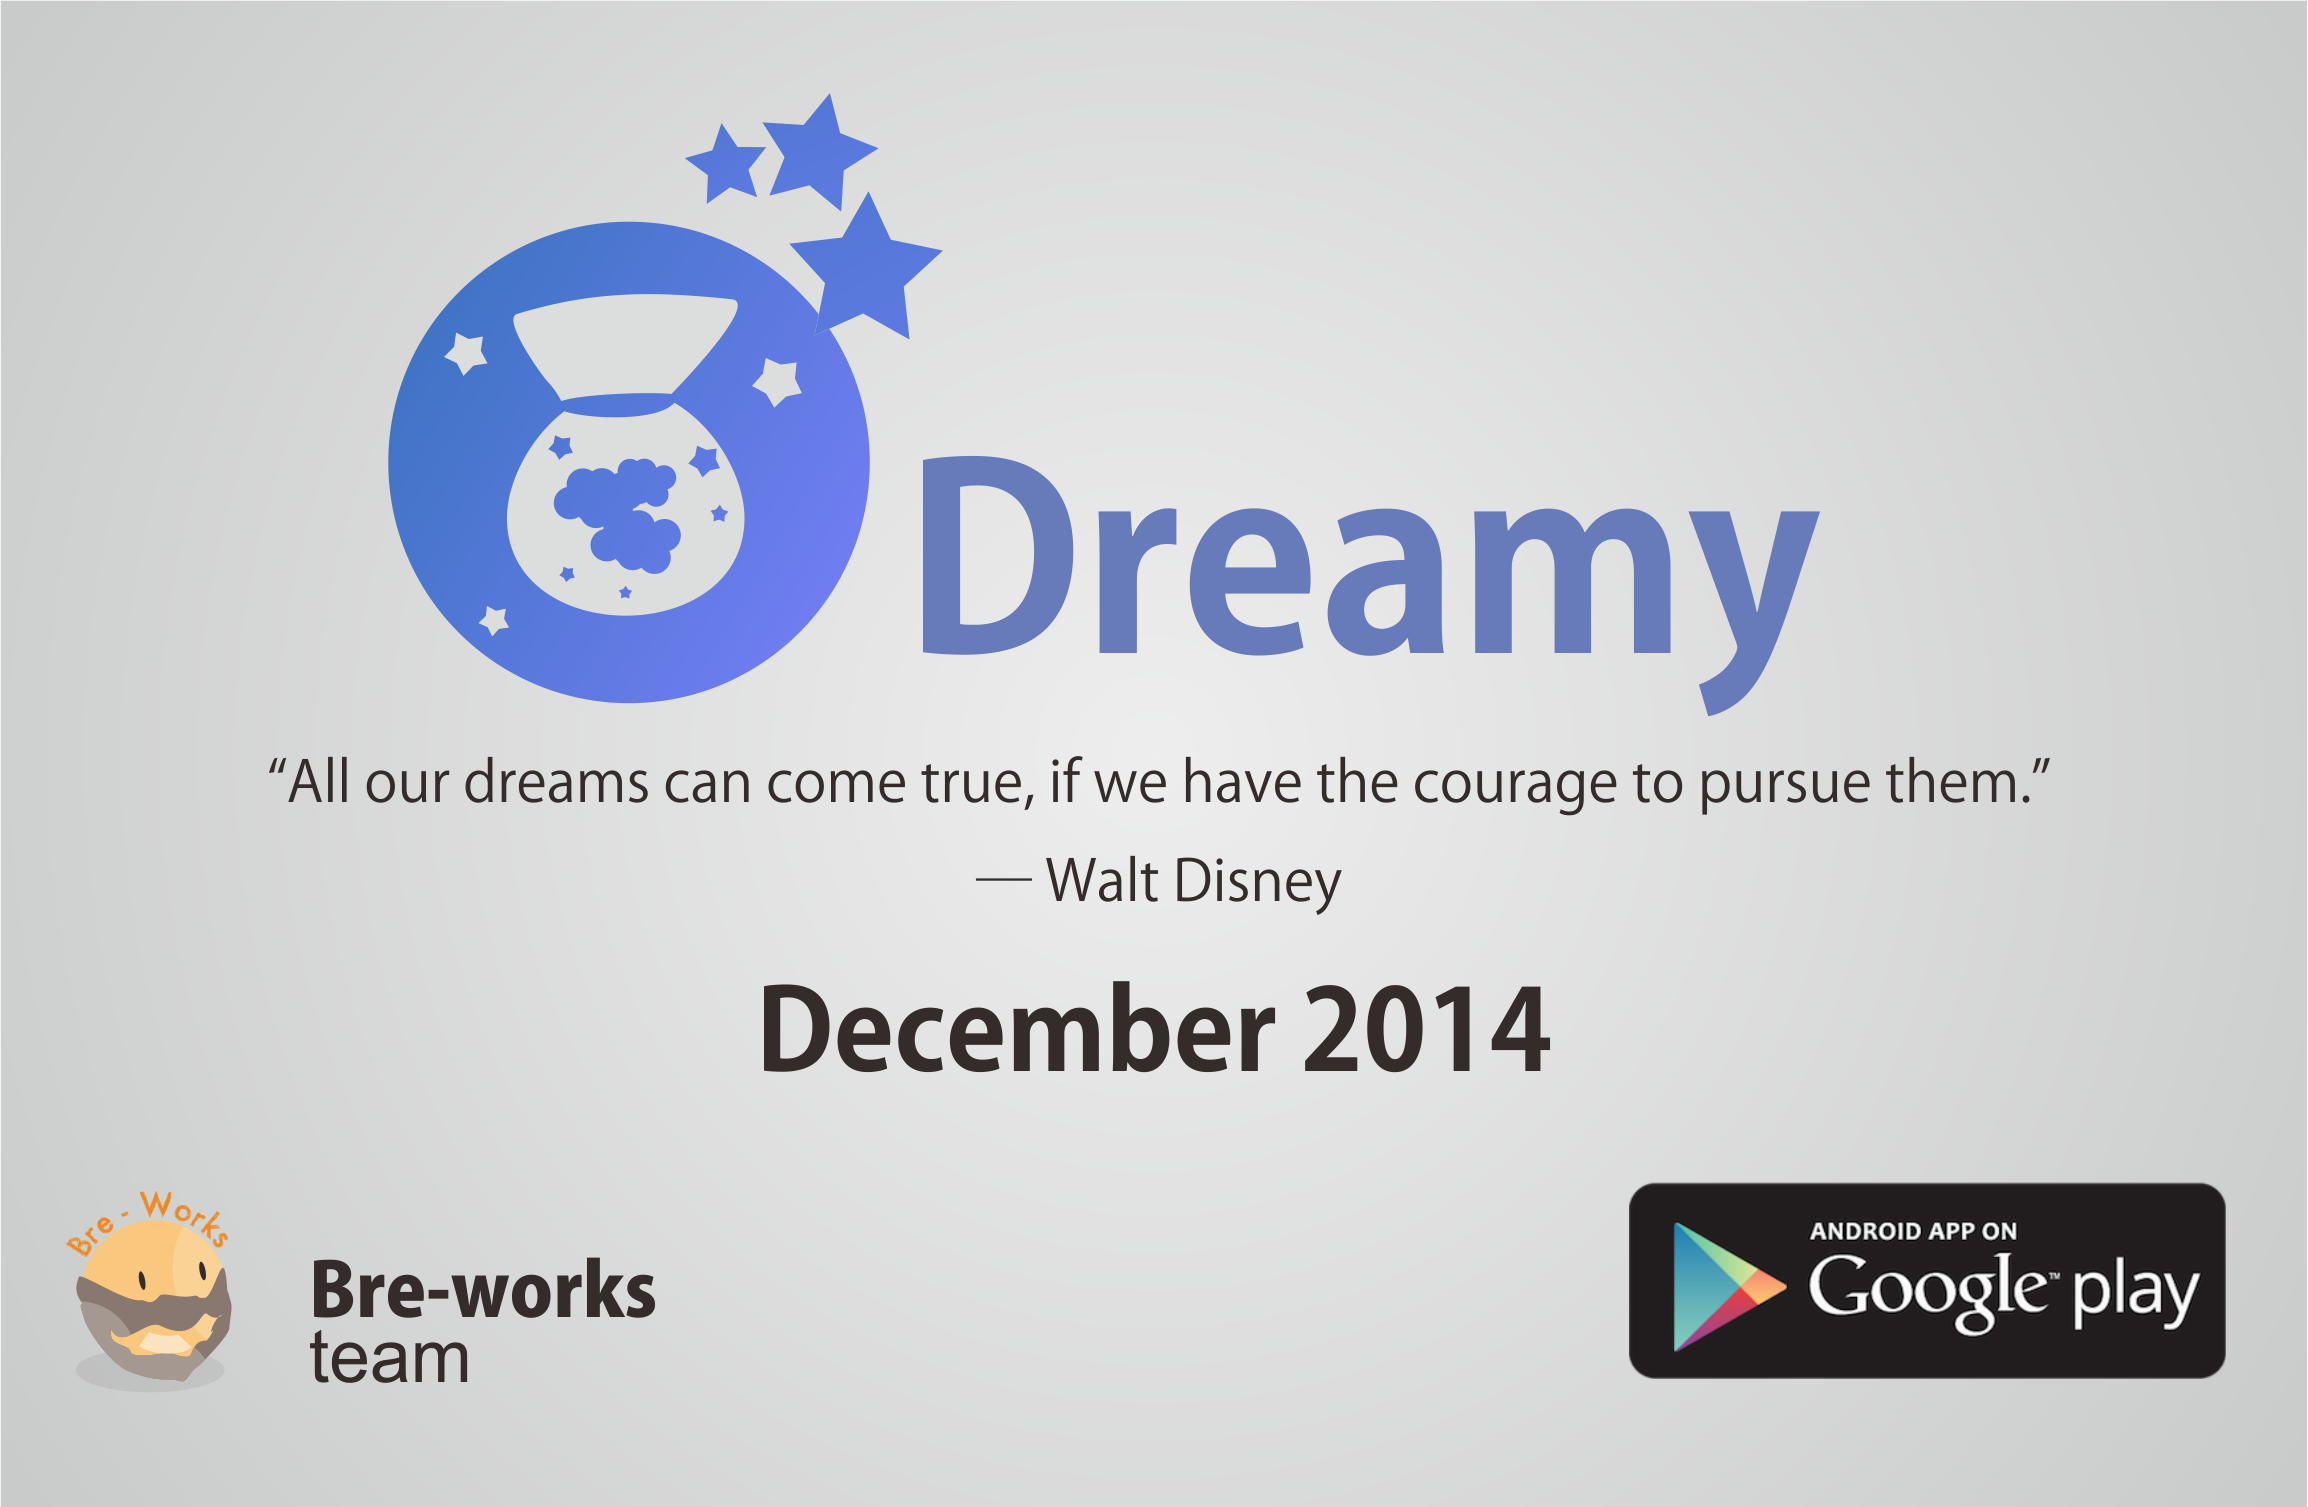 Dreamy
“All our dreams can come true, if we have the courage to pursue them.”
— Walt Disney
December 2014
Bre - Works
Bre-works
team
ANDROID APP ON
Google™ play